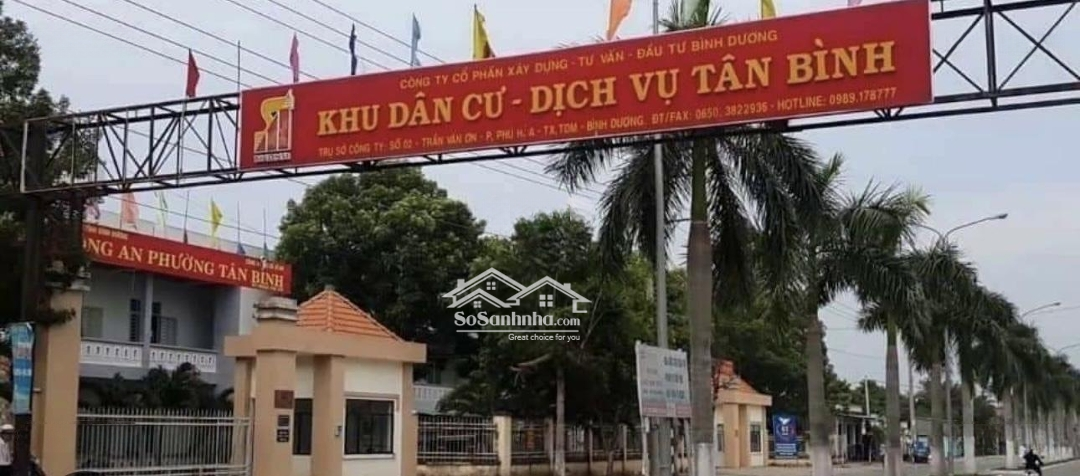 CÔNG TY CỔ PHẦN XÂY DỰNG - TƯ VẤN - ĐẦU TƯ BÌNH DƯƠNG
KHU DÂN CƯ - DỊCH VỤ TÂN BÌNH
TRỤ SỞ CÔNG TY: SỐ 02 - TRẦN VĂN ƠN - P. PHÚ H A - TX.TDM - BÌNH DƯƠNG. ĐT/FAX: 0650. 3822936 - HOTLINE: 0989.178777
ÔNG AN PHƯỜNG TÂN BÌNH
SoSanhnha.com
Great choice for you